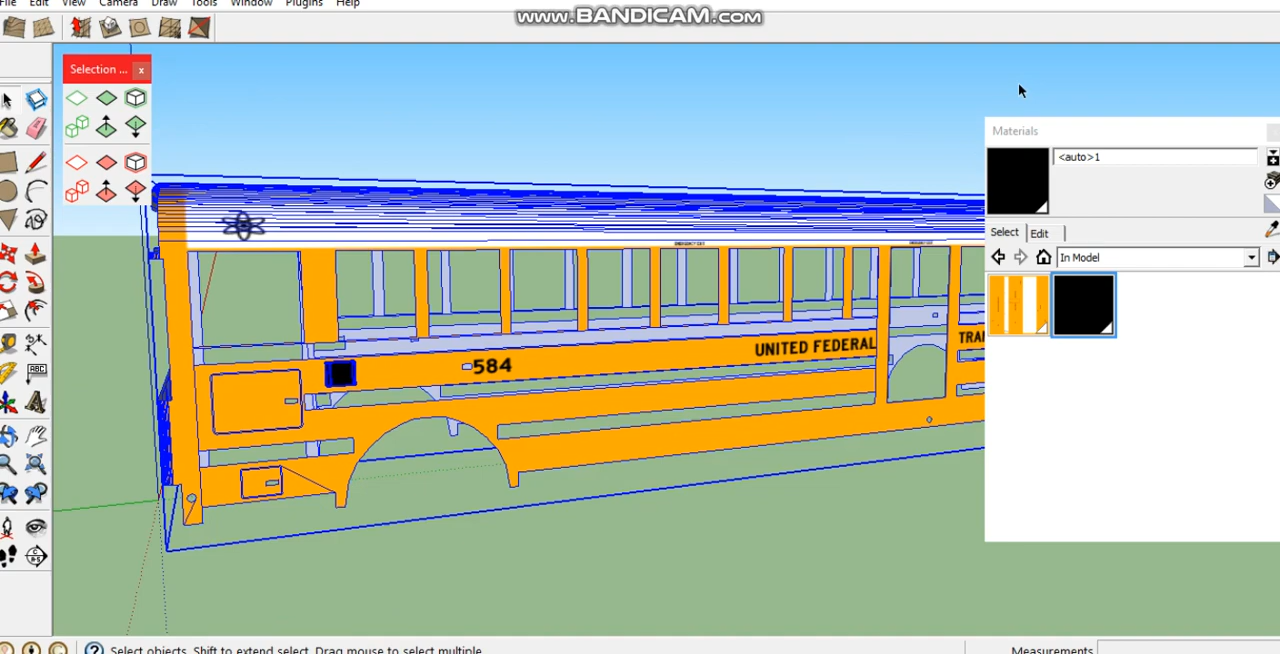 File Edit View Camera Draw Tools Window Plugins Help
www.BANDICAM.com
Selection ... x
Materials
<auto>1
Select Edit
In Model
584
UNITED FEDERAL
TRA
ABC
Select objects. Shift to extend select. Drag mouse to select multiple.
Measurements